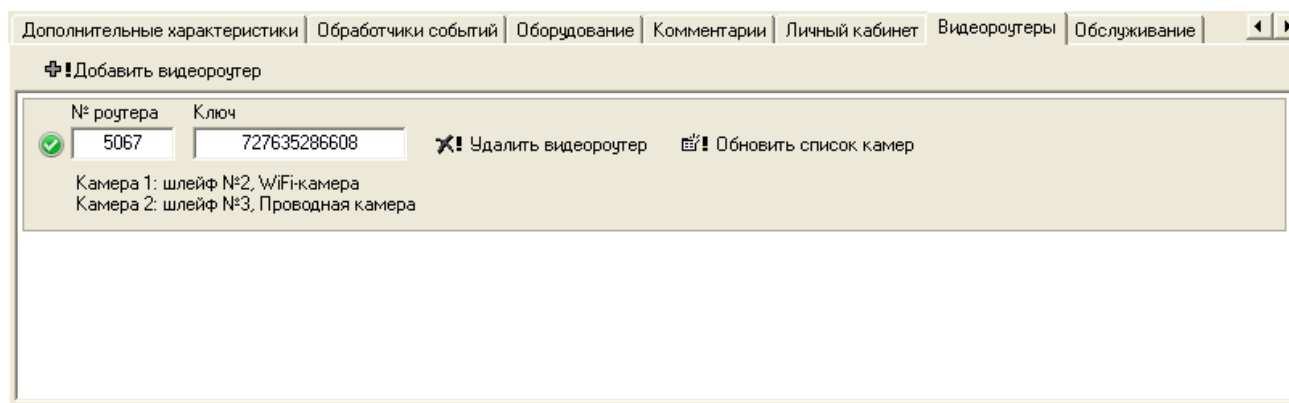 Дополнительные характеристики Обработчики событий Оборудование Комментарии Личный кабинет Видеороутеры Обслуживание
Добавить видеороутер
№ роутера Ключ
5067 727635286608 Удалить видеороутер Обновить список камер
Камера 1: шлейф №2, WiFi-камера
Камера 2: шлейф №3, Проводная камера